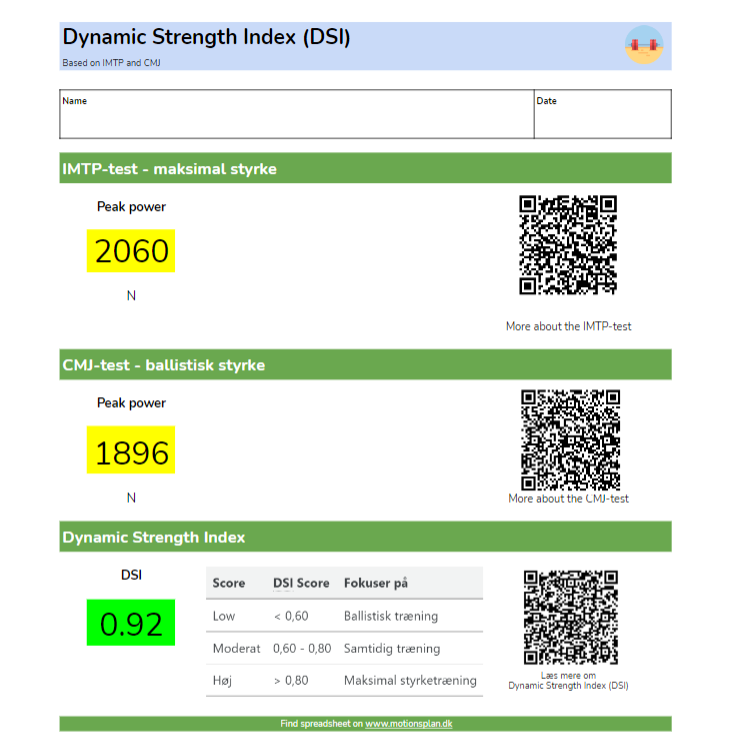 Dynamic Strength Index (DSI)
Based on IMTP and CMJ
Name Date
IMTP-test - maksimal styrke
Peak power
2060
N
More about the IMTP-test
CMJ-test - ballistisk styrke
Peak power
1896
N
More about the CMJ-test
Dynamic Strength Index
DSI
0.92
Score DSI Score Fokuser på
Low < 0,60 Ballistisk træning
Moderat 0,60 - 0,80 Samtidig træning
Høj > 0,80 Maksimal styrketræning
Læs mere om
Dynamic Strength Index (DSI)
Find spreadsheet on www.motionsplan.dk